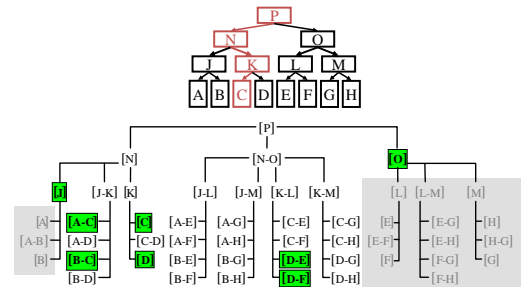 P
N O
J K L M
A B C D E F G H
[P]
[N] [N-O] [O]
[J] [J-K] [K] [J-L] [J-M] [K-L] [K-M] [L] [L-M] [M]
[A] [A-C] [C] [A-E] [A-G] [C-E] [C-G] [E] [E-G] [H]
[A-B] [A-D] [C-D] [A-F] [A-H] [C-F] [C-H] [E-F] [E-H] [H-G]
[B] [B-C] [D] [B-E] [B-G] [D-E] [D-G] [F] [F-G] [G]
[B-D] [B-F] [B-H] [D-F] [D-H] [F-H]